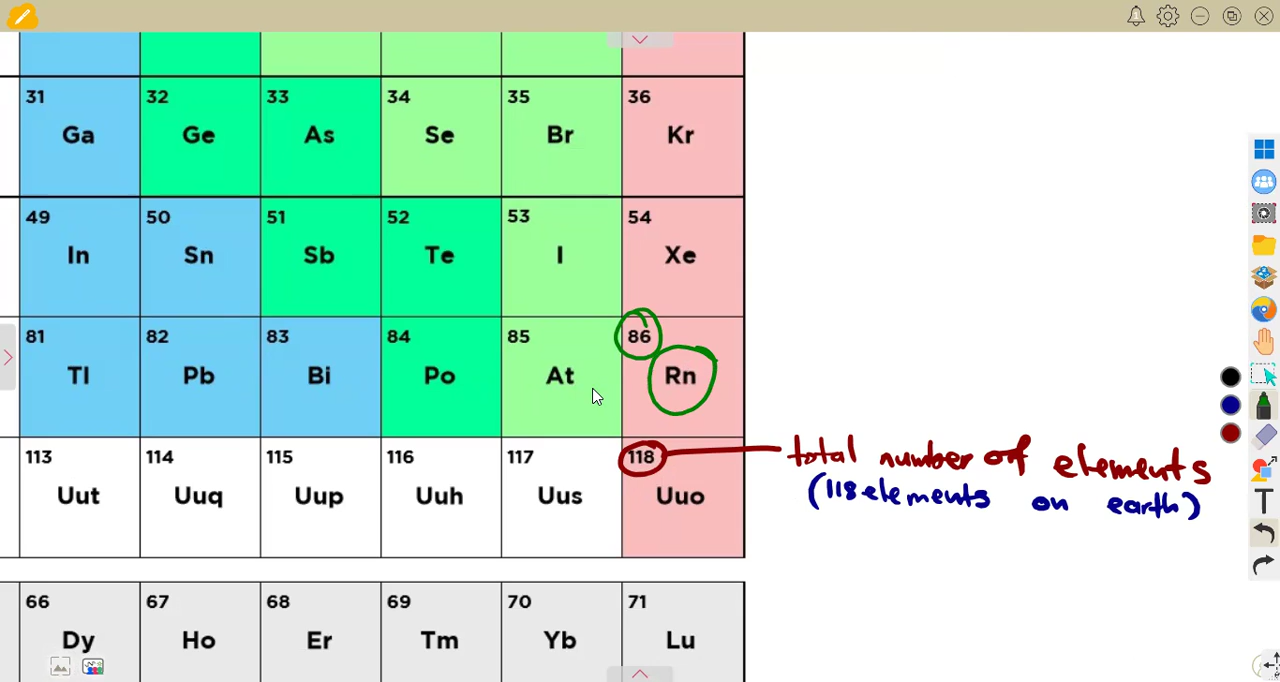 31 32 33 34 35 36
Ga Ge As Se Br Kr
49 50 51 52 53 54
In Sn Sb Te I Xe
81 82 83 84 85 86
Tl Pb Bi Po At Rn
113 114 115 116 117 118
Uut Uuq Uup Uuh Uus Uuo
total number of elements
(118 elements on earth)
66 67 68 69 70 71
Dy Ho Er Tm Yb Lu
T